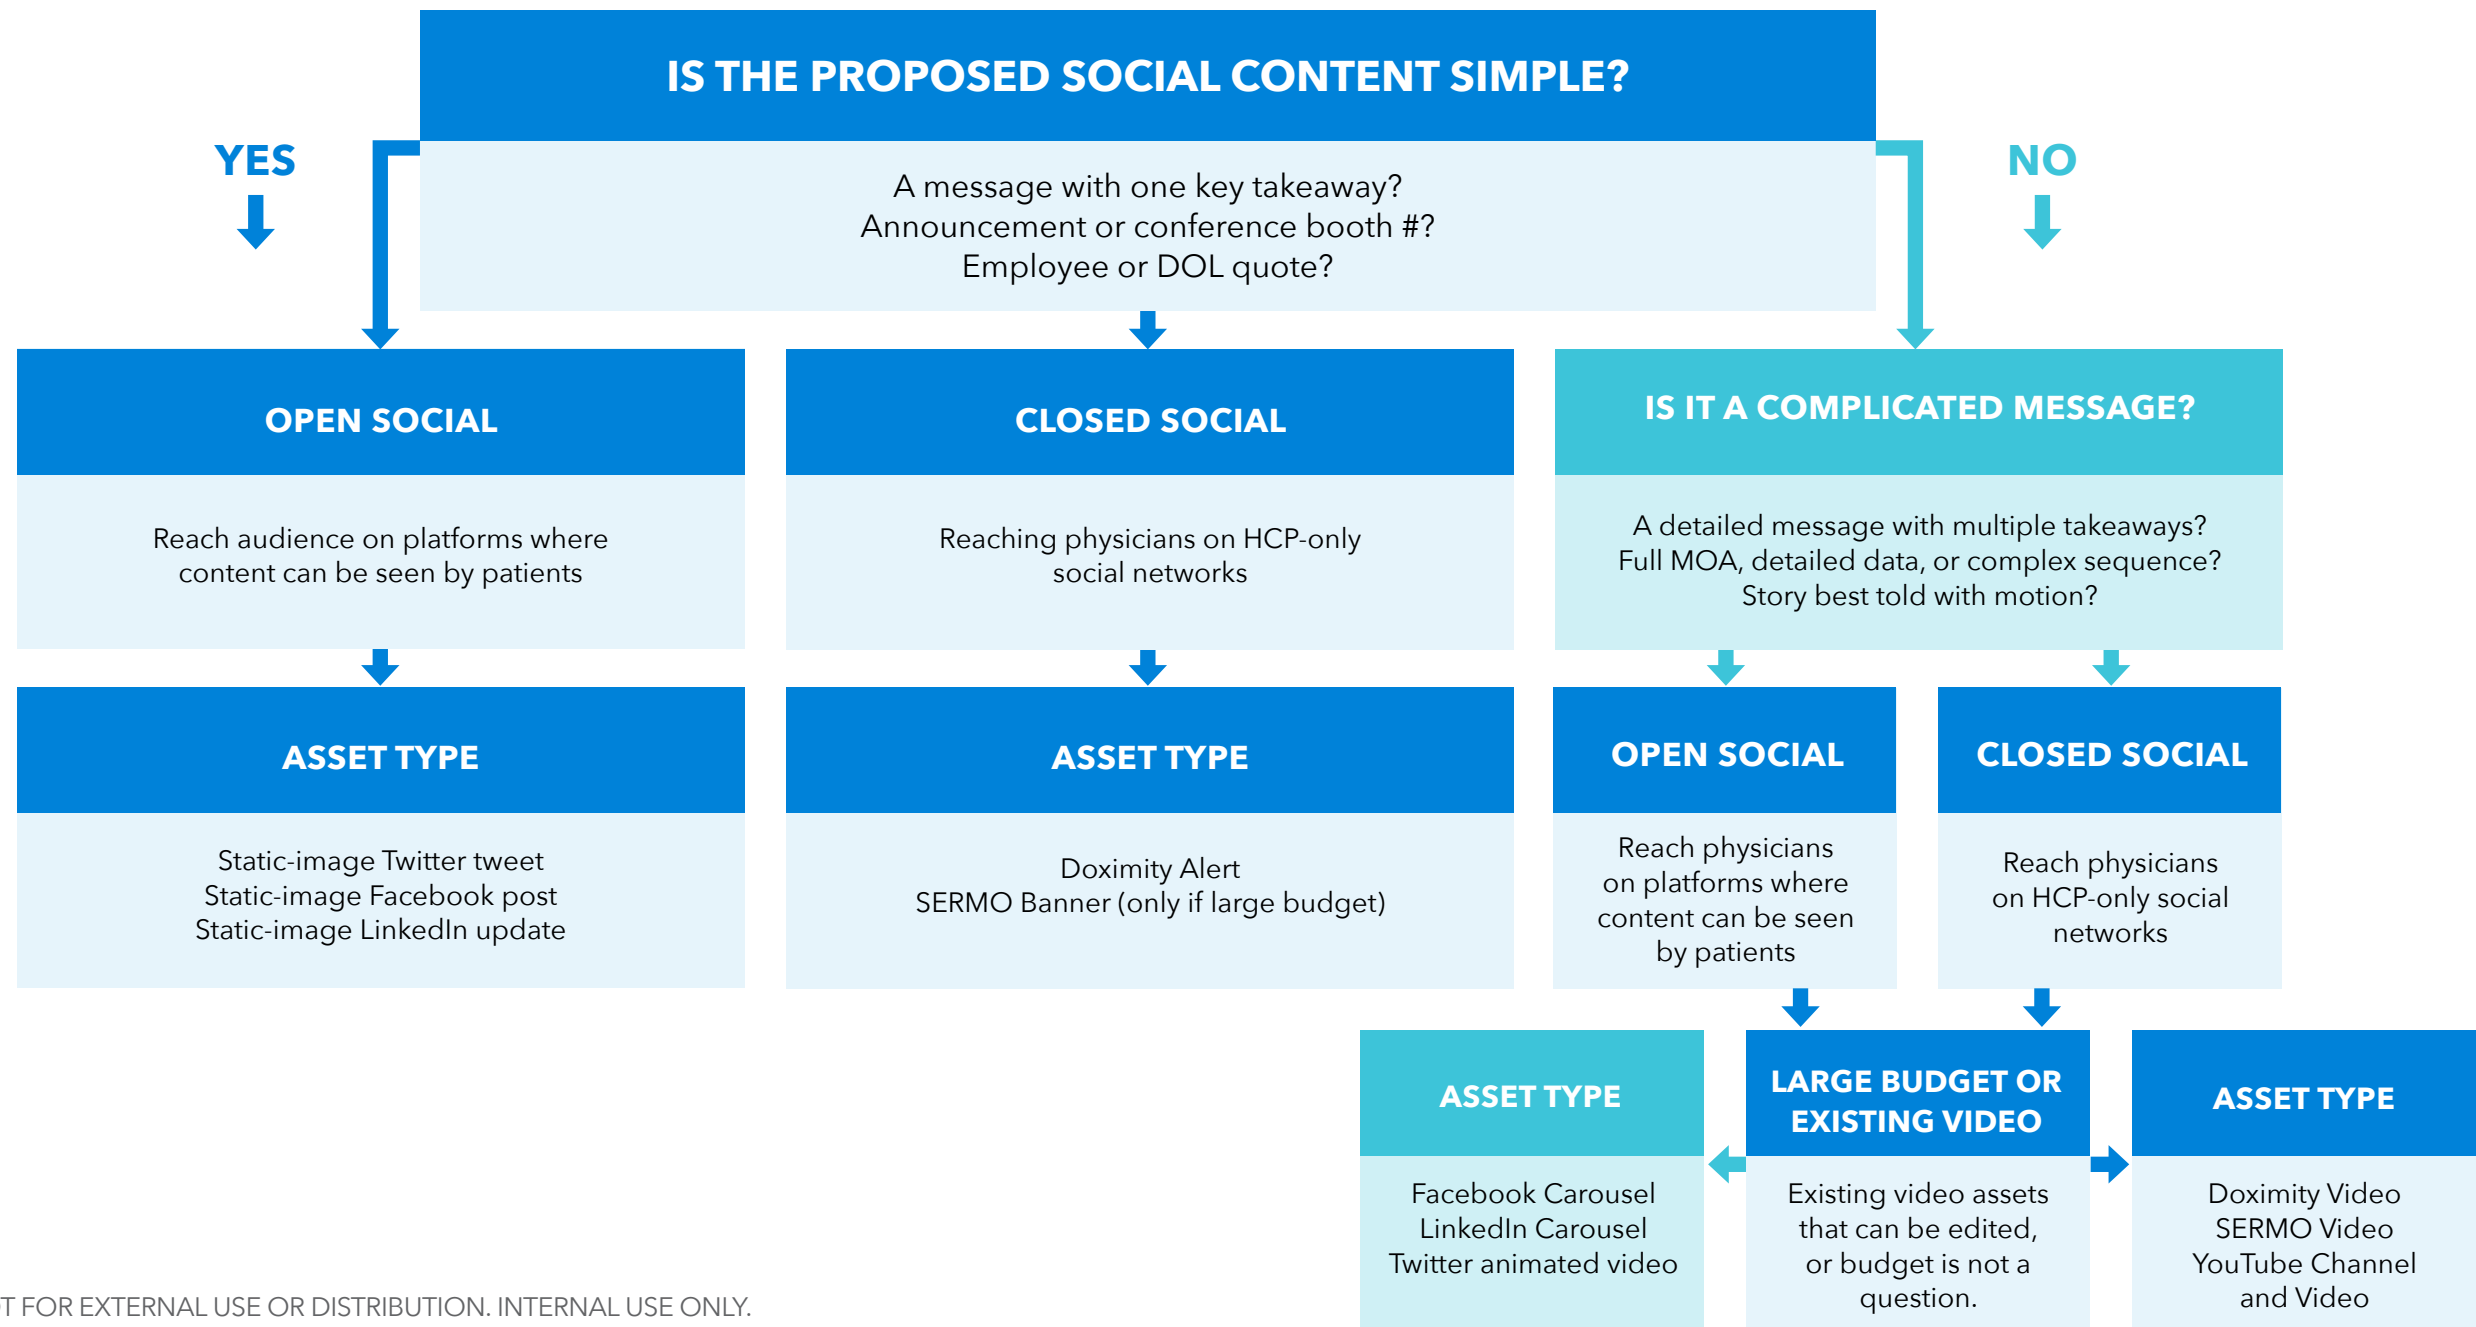 IS THE PROPOSED SOCIAL CONTENT SIMPLE?
YES
NO
A message with one key takeaway?
Announcement or conference booth #?
Employee or DOL quote?
OPEN SOCIAL
Reach audience on platforms where
content can be seen by patients
CLOSED SOCIAL
Reaching physicians on HCP-only
social networks
IS IT A COMPLICATED MESSAGE?
A detailed message with multiple takeaways?
Full MOA, detailed data, or complex sequence?
Story best told with motion?
ASSET TYPE
Static-image Twitter tweet
Static-image Facebook post
Static-image LinkedIn update
ASSET TYPE
Doximity Alert
SERMO Banner (only if large budget)
OPEN SOCIAL
Reach physicians
on platforms where
content can be seen
by patients
CLOSED SOCIAL
Reach physicians
on HCP-only social
networks
ASSET TYPE
Facebook Carousel
LinkedIn Carousel
Twitter animated video
LARGE BUDGET OR
EXISTING VIDEO
Existing video assets
that can be edited,
or budget is not a
question.
ASSET TYPE
Doximity Video
SERMO Video
YouTube Channel
and Video
T FOR EXTERNAL USE OR DISTRIBUTION. INTERNAL USE ONLY.